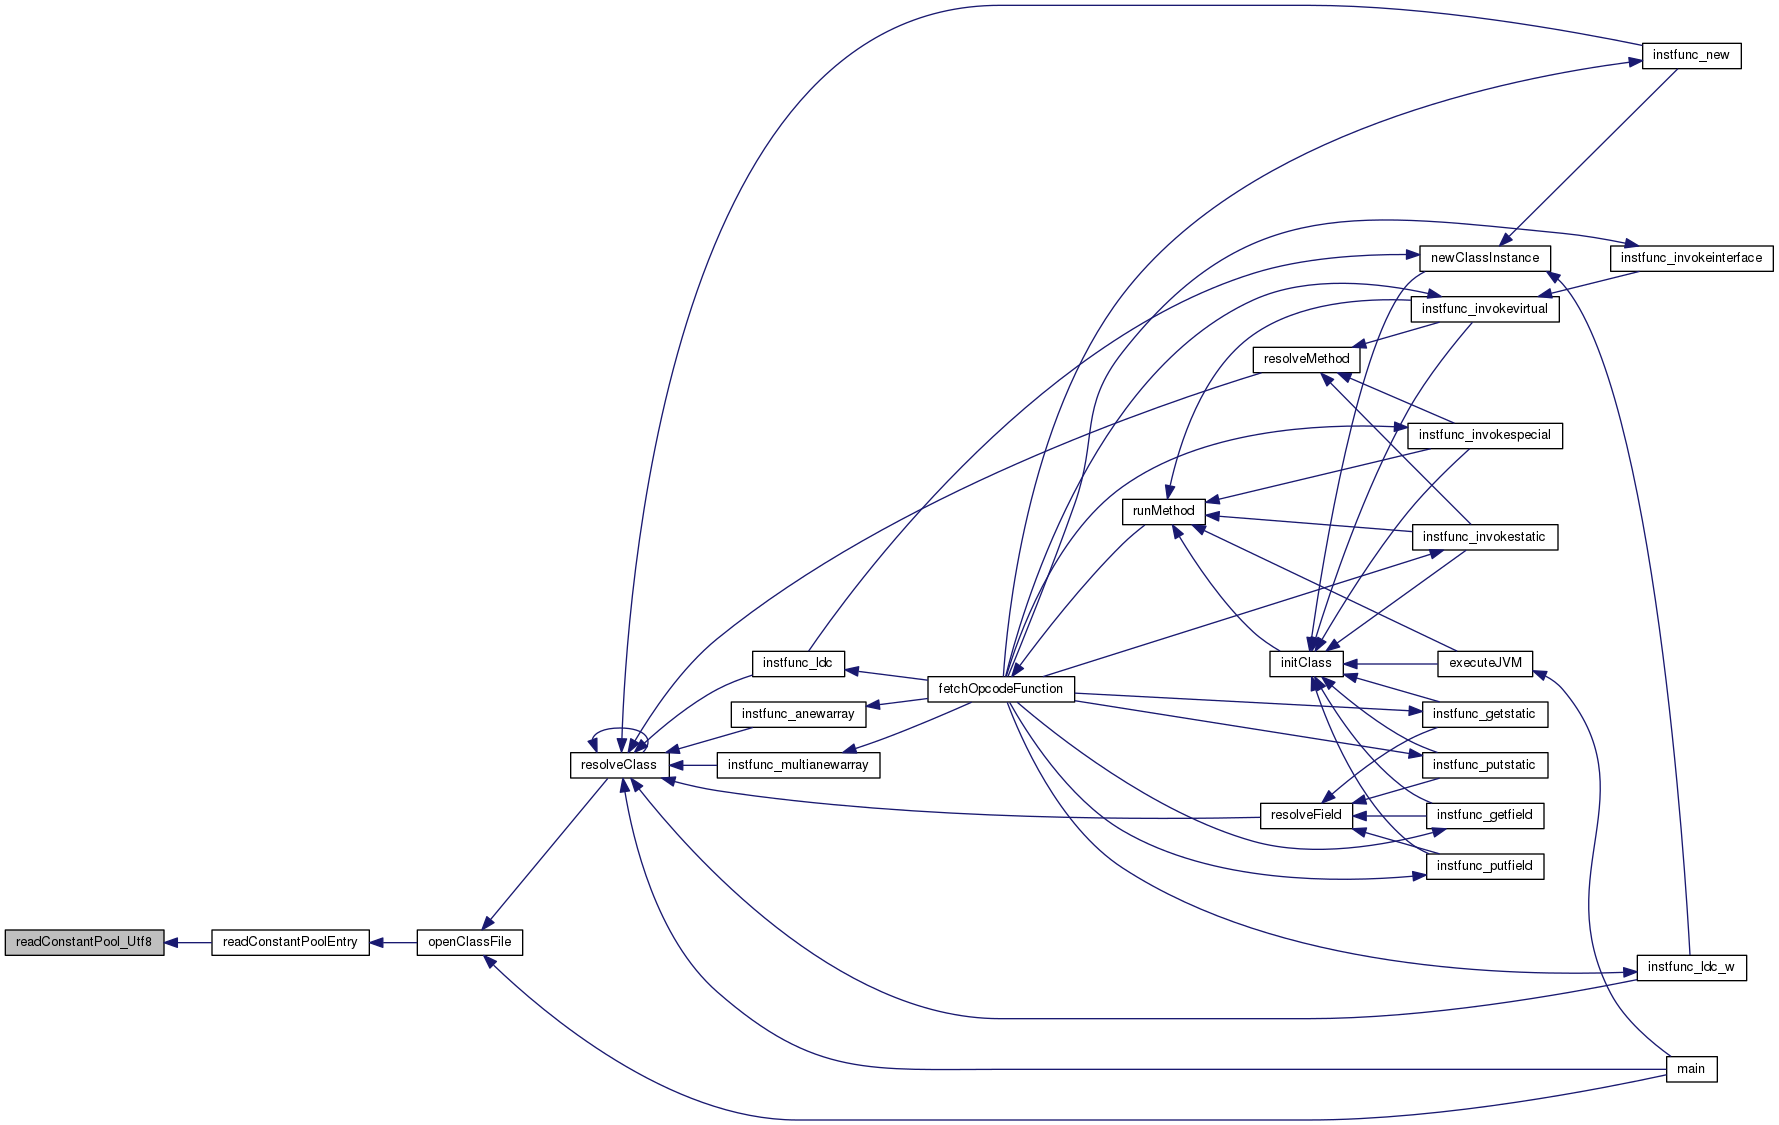 instfunc_new
newClassInstance
instfunc_invokeinterface
instfunc_invokevirtual
resolveMethod
instfunc_invokespecial
runMethod
instfunc_invokestatic
instfunc_ldc
initClass
executeJVM
fetchOpcodeFunction
instfunc_anewarray
instfunc_getstatic
resolveClass
instfunc_multianewarray
instfunc_putstatic
resolveField
instfunc_getfield
instfunc_putfield
readConstantPool_Utf8
readConstantPoolEntry
openClassFile
instfunc_ldc_w
main